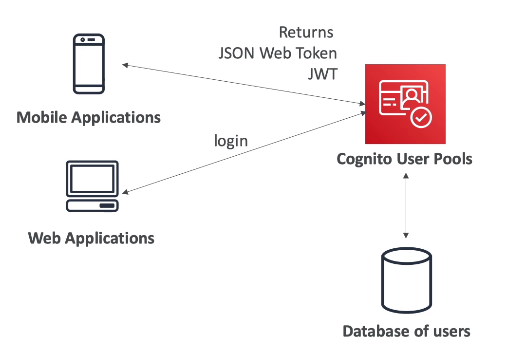 Returns
JSON Web Token
JWT
Mobile Applications
login
Cognito User Pools
Web Applications
Database of users